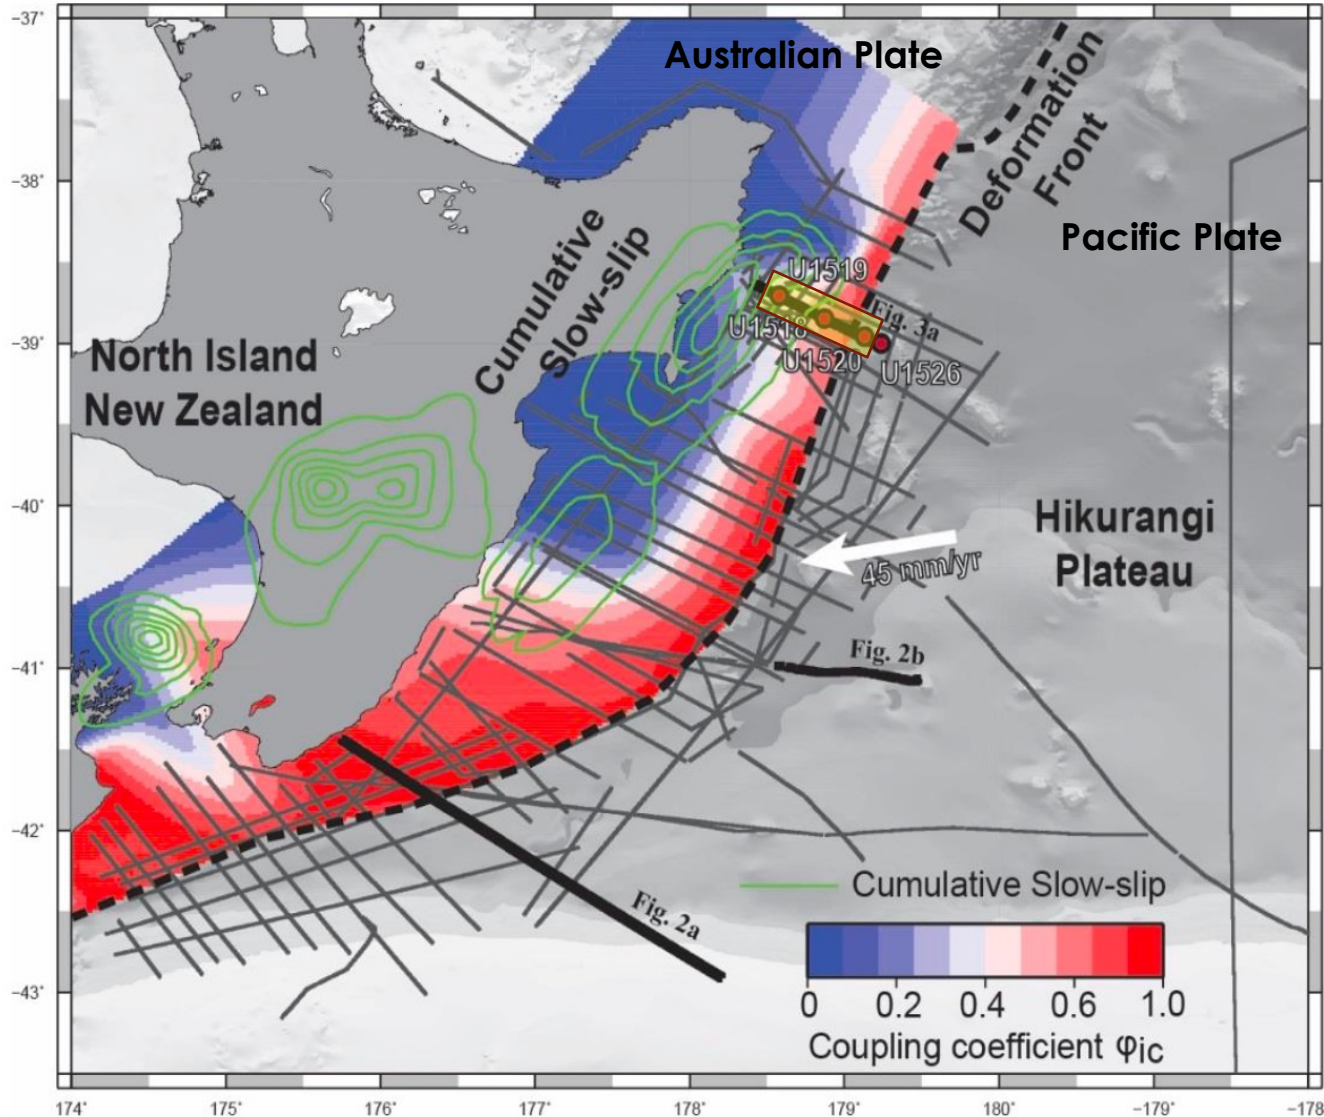 -37°
-38°
-39°
-40°
-41°
-42°
-43°
Australian Plate
Deformation
Front
Pacific Plate
Cumulative
Slow-slip
U1519
U1518
Fig. 3a
U1520
U1526
North Island
New Zealand
Hikurangi
Plateau
45 mm/yr
Fig. 2b
Fig. 2a
Cumulative Slow-slip
0 0.2 0.4 0.6 1.0
Coupling coefficient φic
174° 175° 176° 177° 178° 179° 180° -179° -178